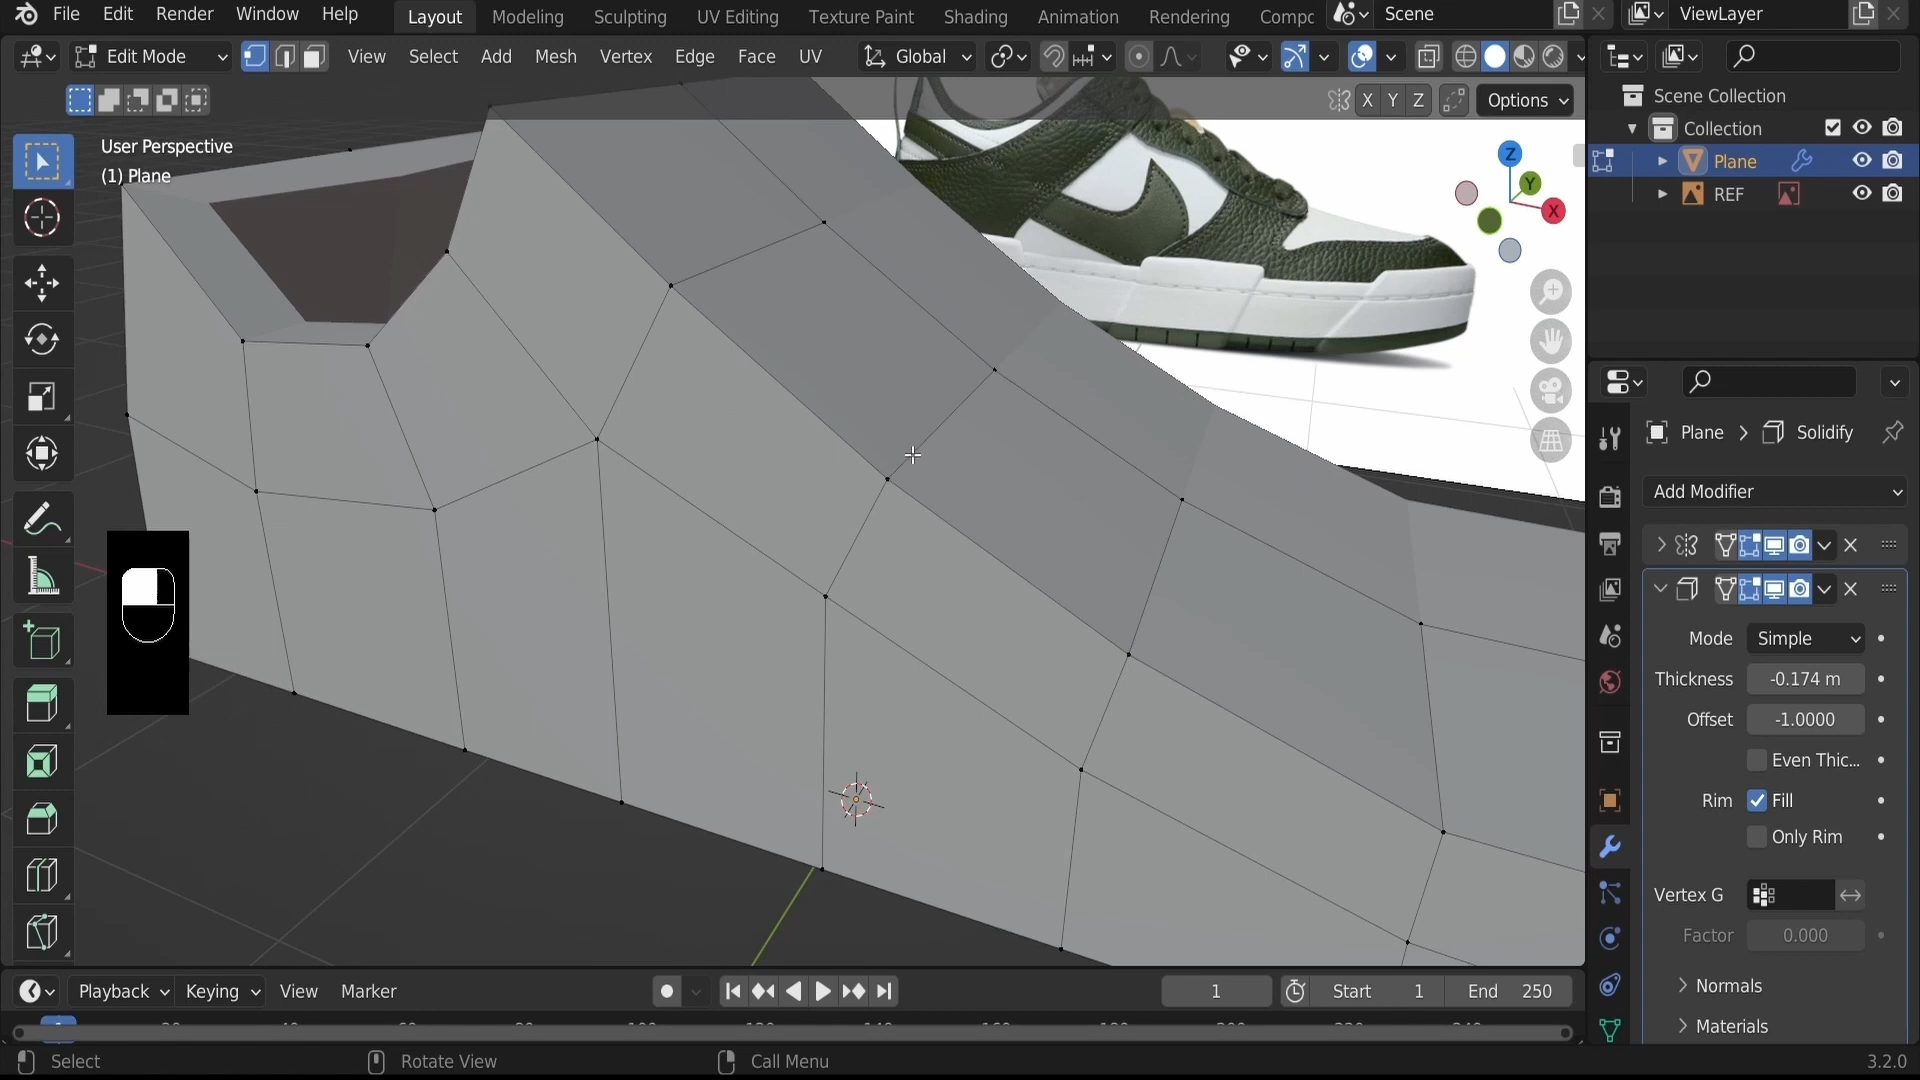 File Edit Render Window Help Layout Modeling Sculpting UV Editing Texture Paint Shading Animation Rendering Scene ViewLayer
Edit Mode View Select Add Mesh Vertex Edge Face UV Global
X Y Z Options
User Perspective
(1) Plane
Z
Y
X
Scene Collection
Collection
Plane
REF
Plane > Solidify
Add Modifier
Mode Simple
Thickness -0.174 m
Offset -1.0000
Even Thic...
Rim Fill
Only Rim
Vertex G
Factor 0.000
Normals
Materials
Playback Keying View Marker 1 Start 1 End 250
Select Rotate View Call Menu 3.2.0